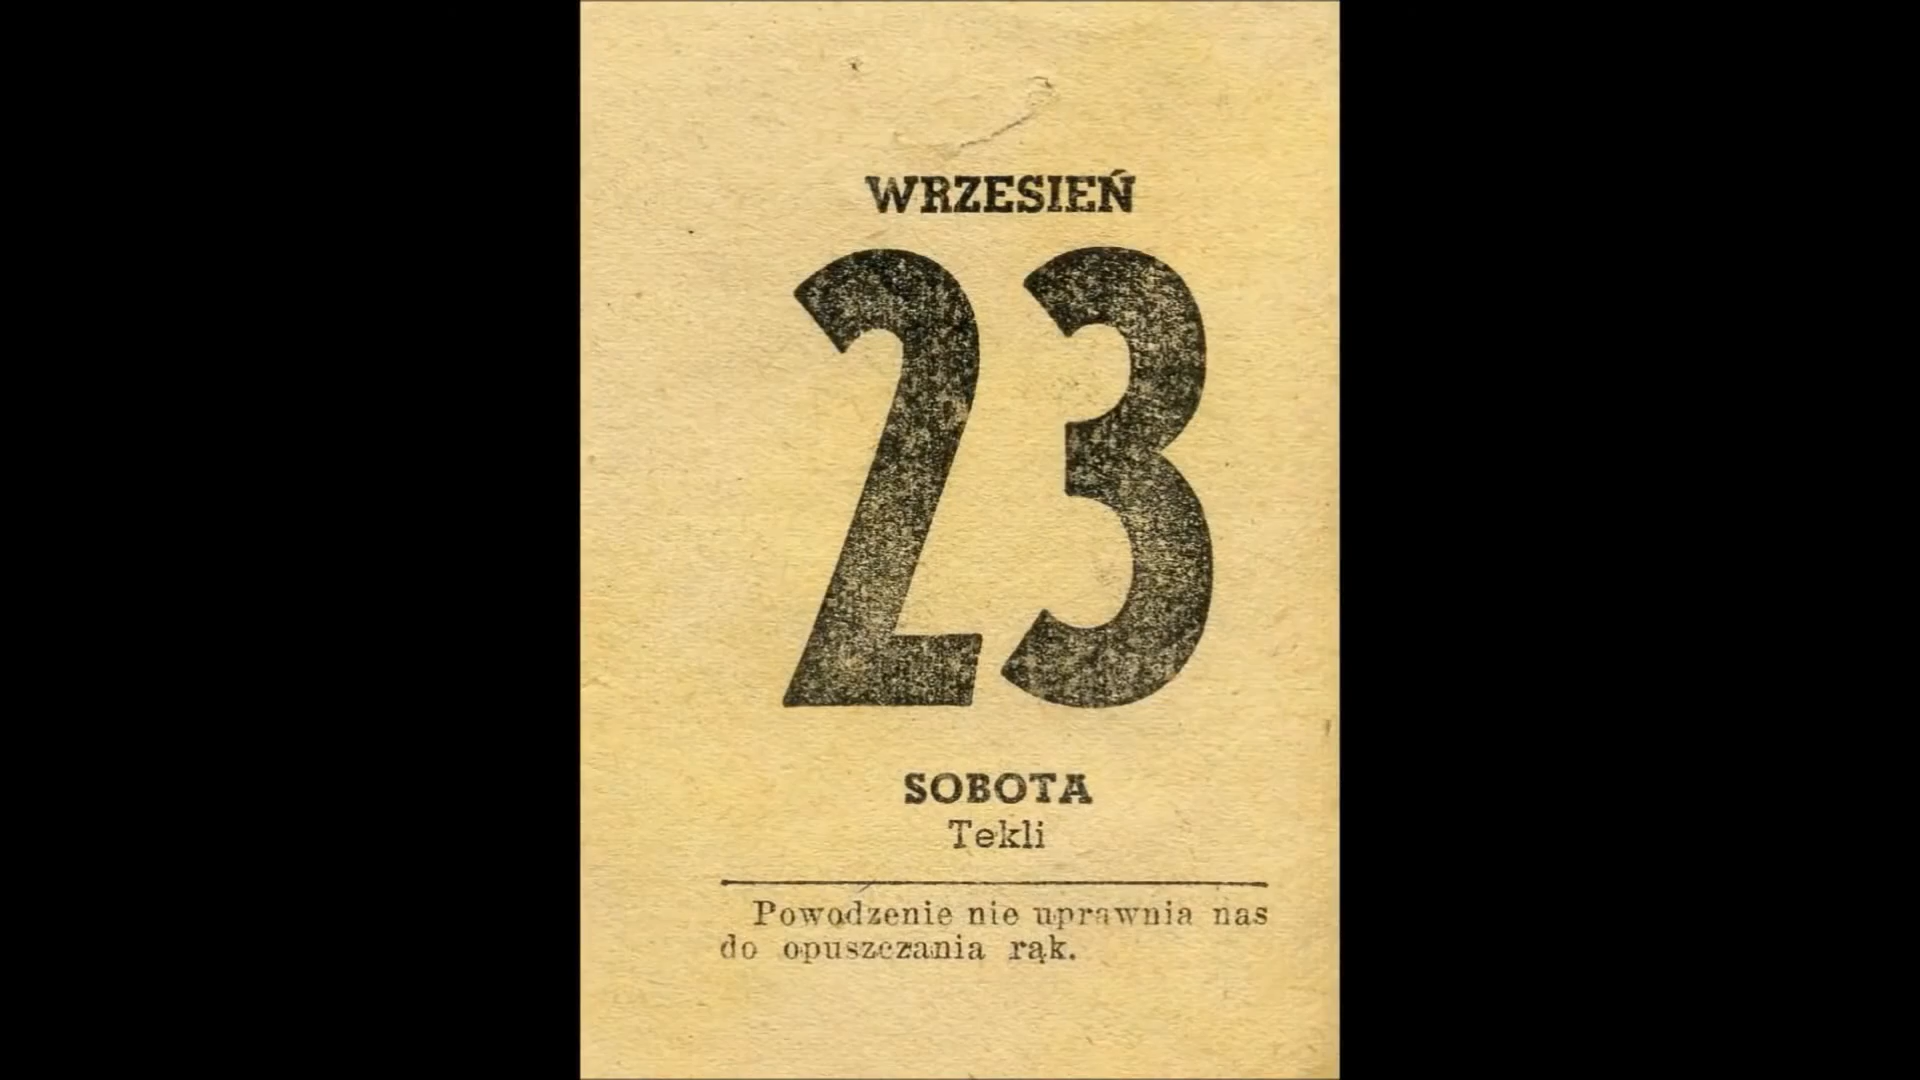 WRZESIEŃ
23
SOBOTA
Tekli
Powodzenie nie uprawnia nas
do opuszczania rąk.